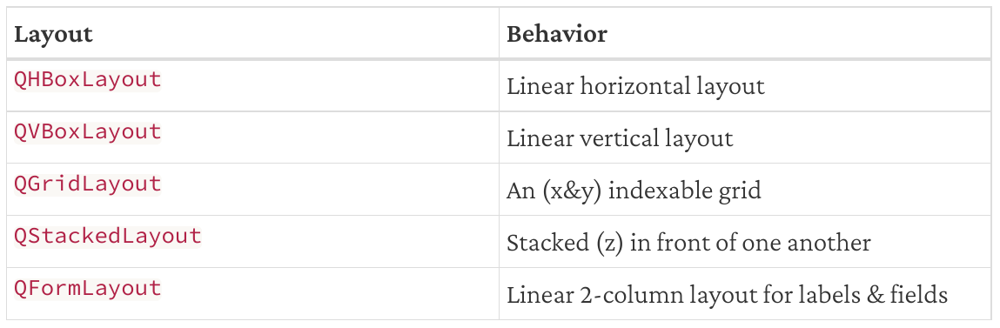 Layout Behavior
QHBoxLayout Linear horizontal layout
QVBoxLayout Linear vertical layout
QGridLayout An (x&y) indexable grid
QStackedLayout Stacked (z) in front of one another
QFormLayout Linear 2-column layout for labels & fields